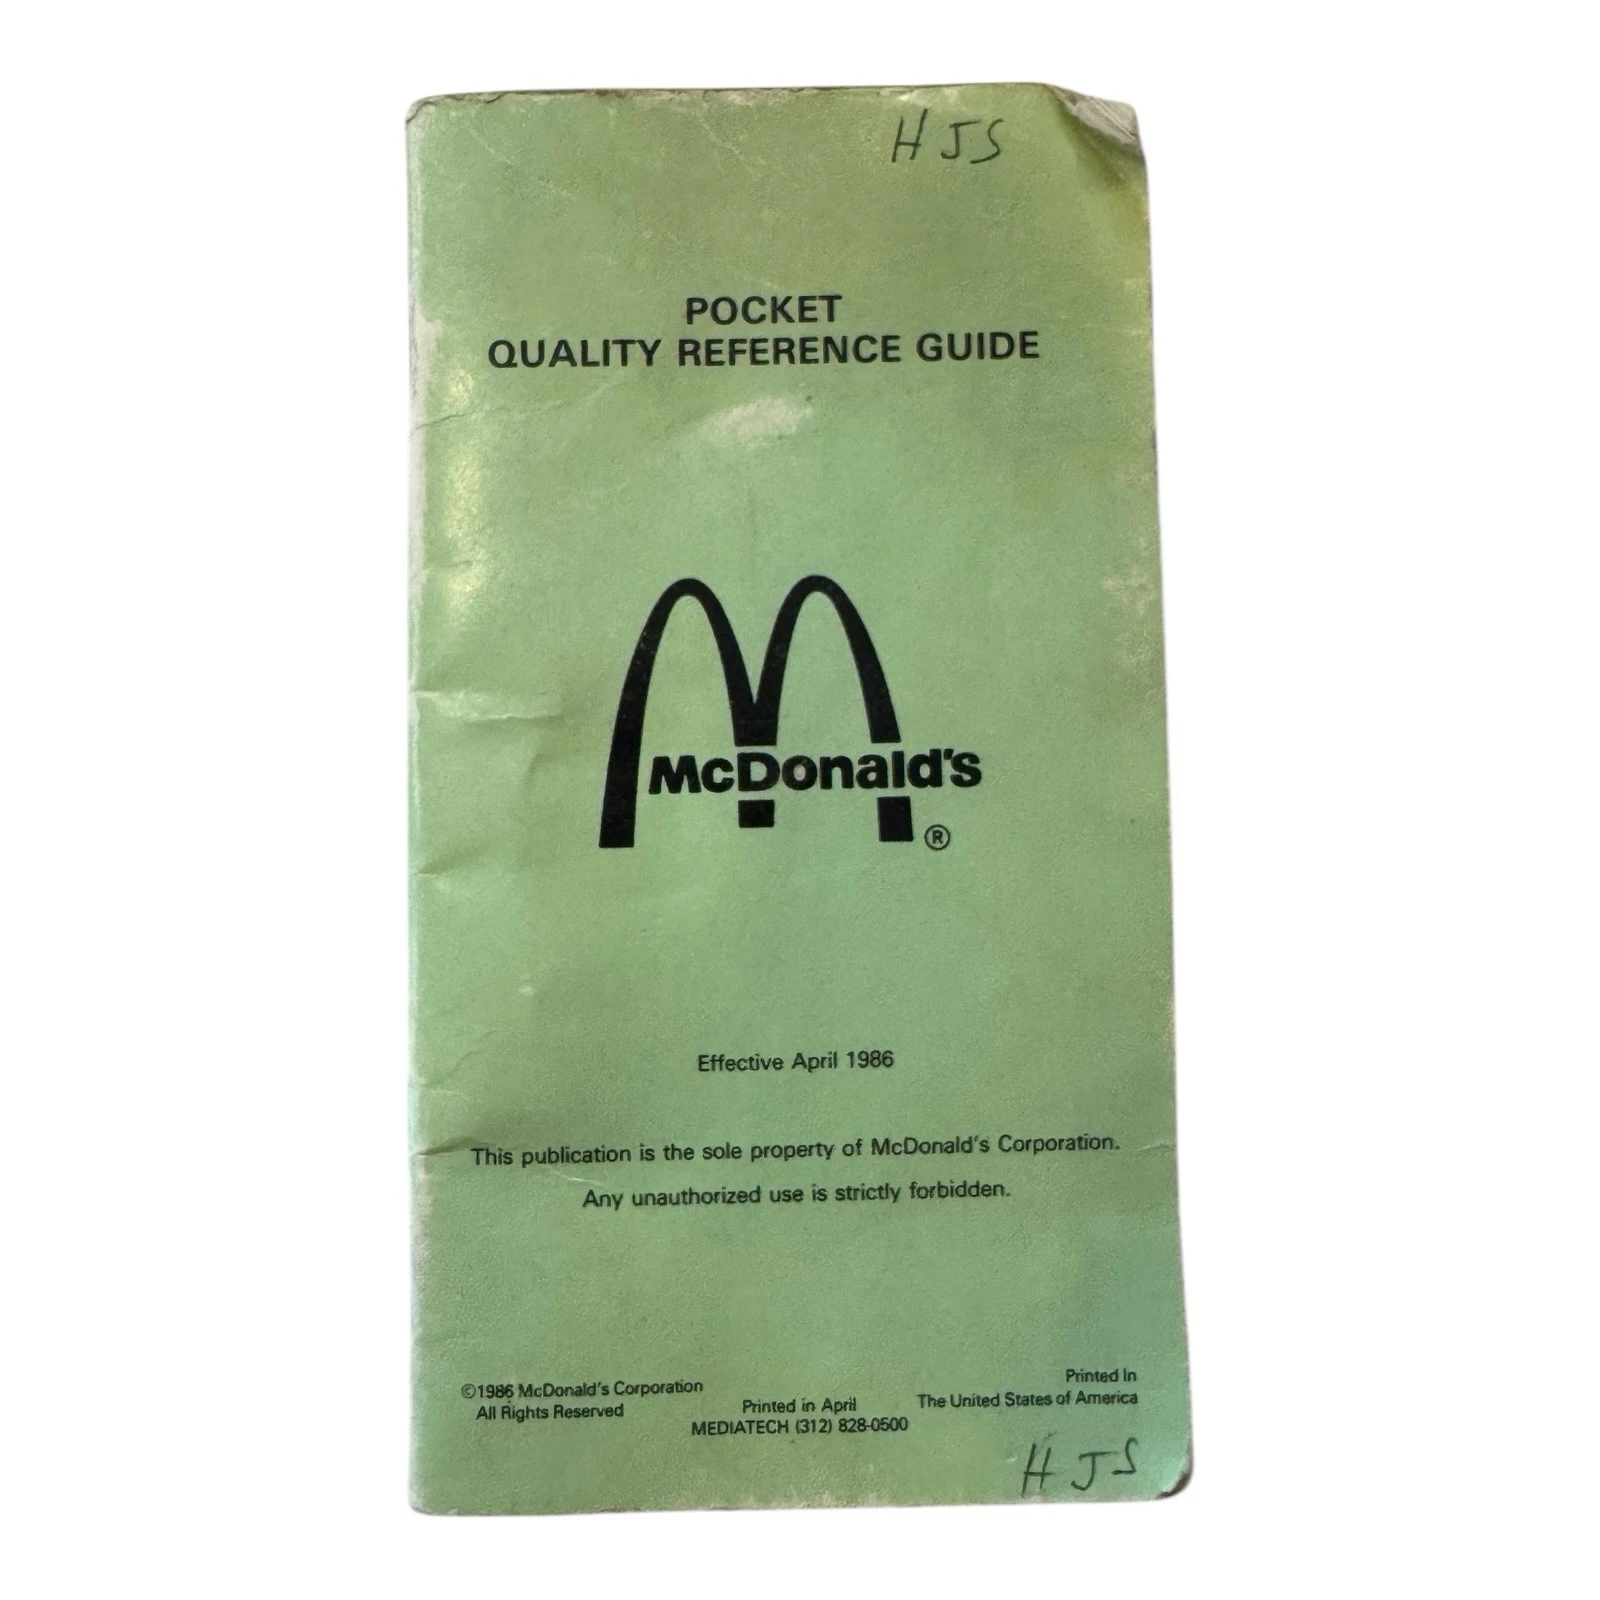 HJS
POCKET
QUALITY REFERENCE GUIDE
McDonald's
®
Effective April 1986
This publication is the sole property of McDonald's Corporation.
Any unauthorized use is strictly forbidden.
©1986 McDonald's Corporation
All Rights Reserved
Printed in April
MEDIATECH (312) 828-0500
Printed In
The United States of America
HJS